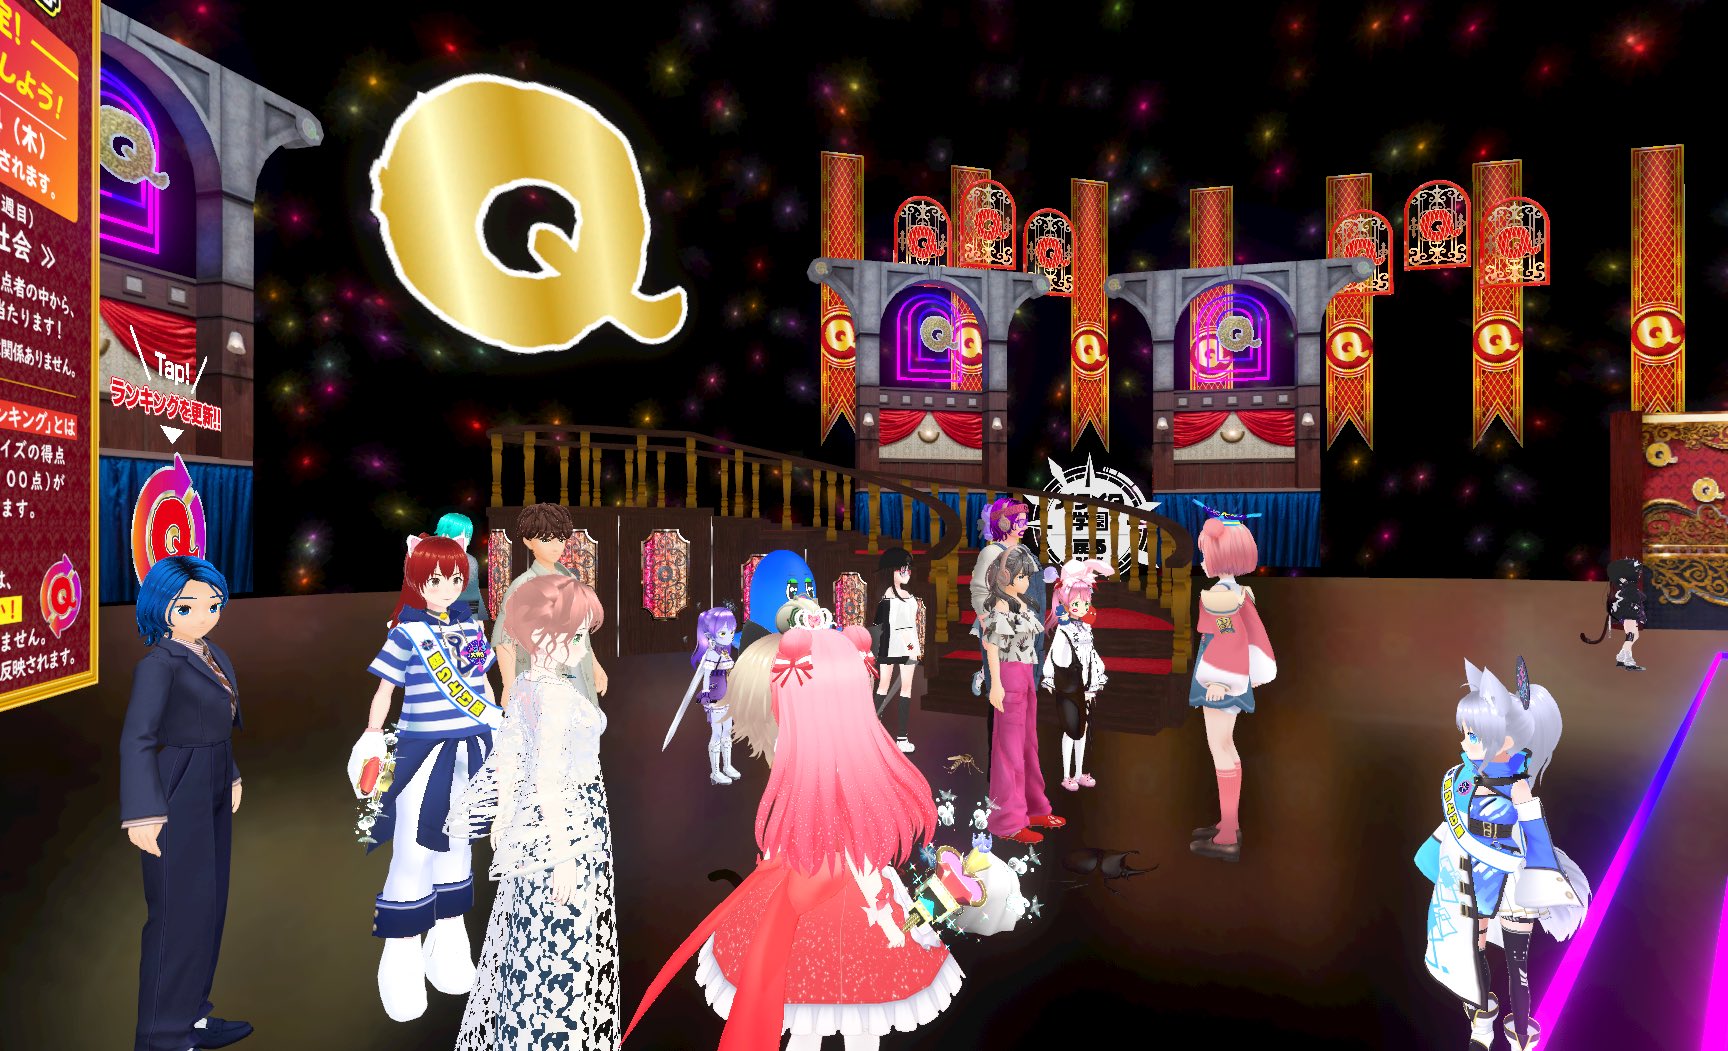 定!
しよう!
(木)
されます。
週目)
社会 »
点者の中から、
当たります!
関係ありません。
ンキング」とは
イズの得点
00点)が
ます。
は、
い!
ません。
反映されます。
Tap!
ランキングを更新!!
Q
学園
戻る